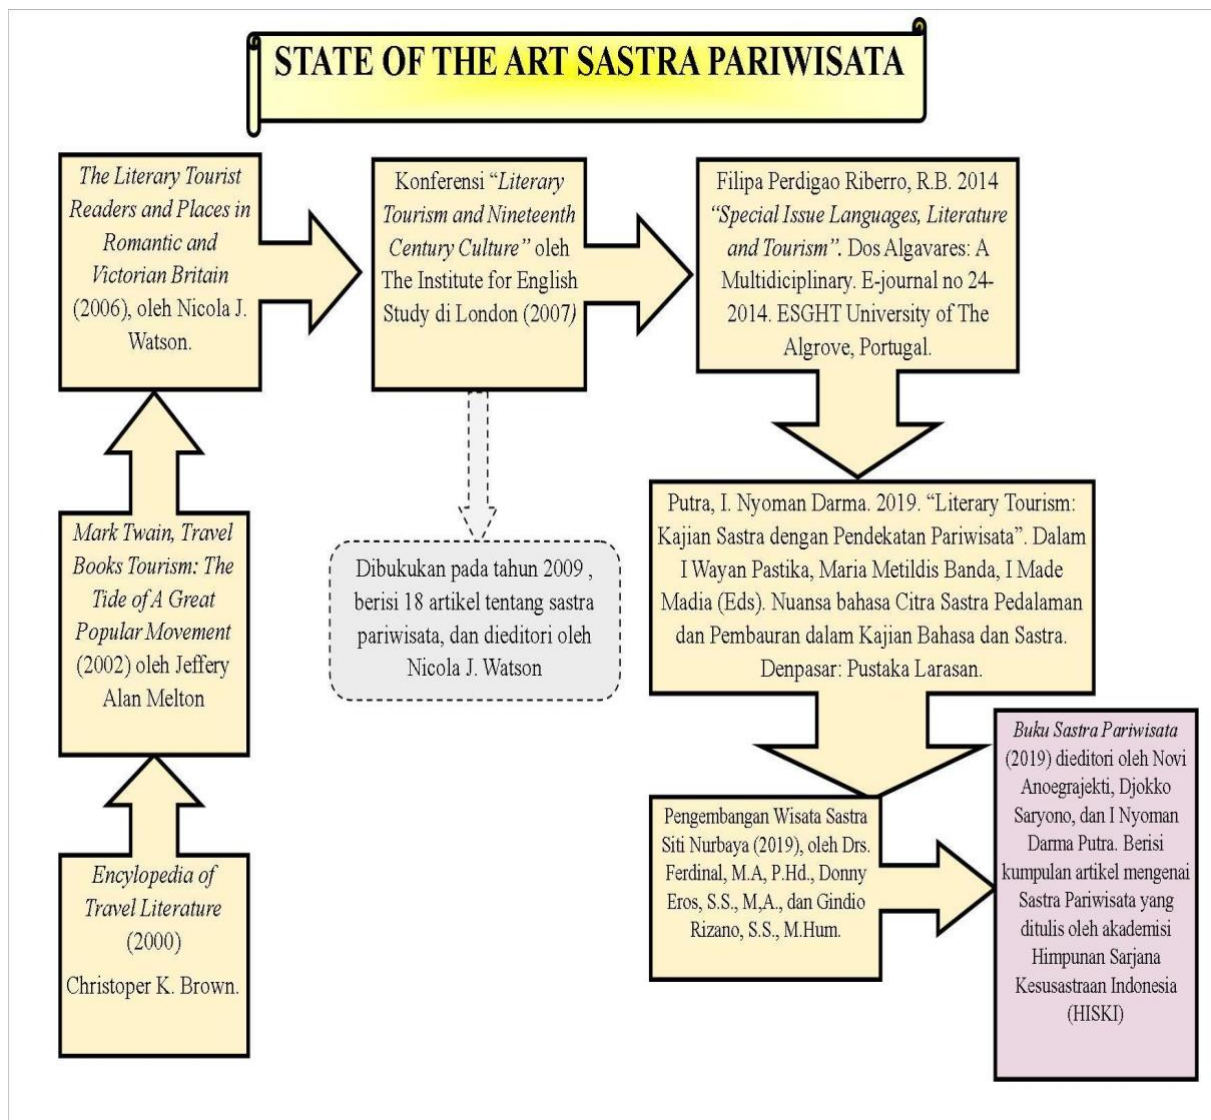 STATE OF THE ART SASTRA PARIWISATA
The Literary Tourist
Readers and Places in
Romantic and
Victorian Britain
(2006), oleh Nicola J.
Watson.
Konferensi “Literary
Tourism and Nineteenth
Century Culture” oleh
The Institute for English
Study di London (2007)
Filipa Perdigao Riberro, R.B. 2014
“Special Issue Languages, Literature
and Tourism”. Dos Algavares: A
Multidiciplinary. E-journal no 24-
2014. ESGHT University of The
Algrove, Portugal.
Mark Twain, Travel
Books Tourism: The
Tide of A Great
Popular Movement
(2002) oleh Jeffery
Alan Melton
Dibukukan pada tahun 2009 ,
berisi 18 artikel tentang sastra
pariwisata, dan dieditori oleh
Nicola J. Watson
Putra, I. Nyoman Darma. 2019. “Literary Tourism:
Kajian Sastra dengan Pendekatan Pariwisata”. Dalam
I Wayan Pastika, Maria Metildis Banda, I Made
Madia (Eds). Nuansa bahasa Citra Sastra Pedalaman
dan Pembauran dalam Kajian Bahasa dan Sastra.
Denpasar: Pustaka Larasan.
Encylopedia of
Travel Literature
(2000)
Christoper K. Brown.
Pengembangan Wisata Sastra
Siti Nurbaya (2019), oleh Drs.
Ferdinal, M.A, P.Hd., Donny
Eros, S.S., M,A., dan Gindio
Rizano, S.S., M.Hum.
Buku Sastra Pariwisata
(2019) dieditori oleh Novi
Anoegrajekti, Djokko
Saryono, dan I Nyoman
Darma Putra. Berisi
kumpulan artikel mengenai
Sastra Pariwisata yang
ditulis oleh akademisi
Himpunan Sarjana
Kesusastraan Indonesia
(HISKI)